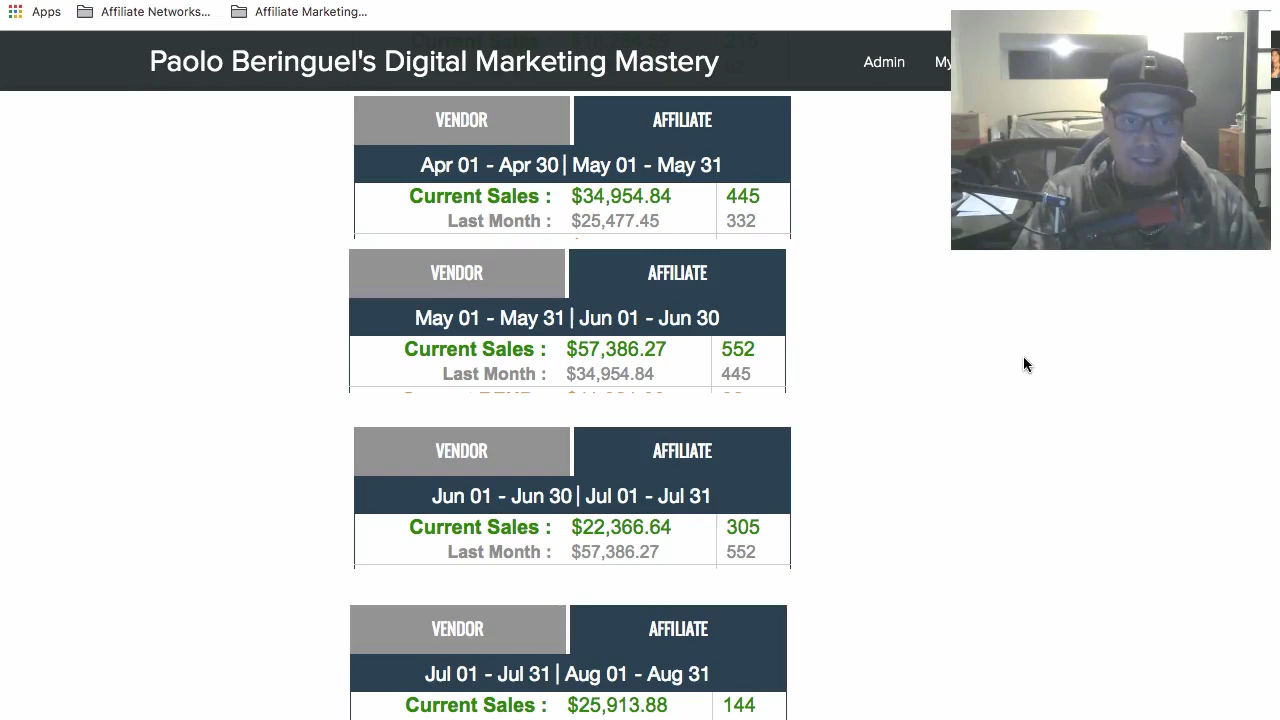 Apps
Affiliate Networks...
Affiliate Marketing...
Paolo Beringuel's Digital Marketing Mastery
Admin
My
VENDOR AFFILIATE
Apr 01 - Apr 30 | May 01 - May 31
Current Sales : $34,954.84 445
Last Month : $25,477.45 332
VENDOR AFFILIATE
May 01 - May 31 | Jun 01 - Jun 30
Current Sales : $57,386.27 552
Last Month : $34,954.84 445
VENDOR AFFILIATE
Jun 01 - Jun 30 | Jul 01 - Jul 31
Current Sales : $22,366.64 305
Last Month : $57,386.27 552
VENDOR AFFILIATE
Jul 01 - Jul 31 | Aug 01 - Aug 31
Current Sales : $25,913.88 144